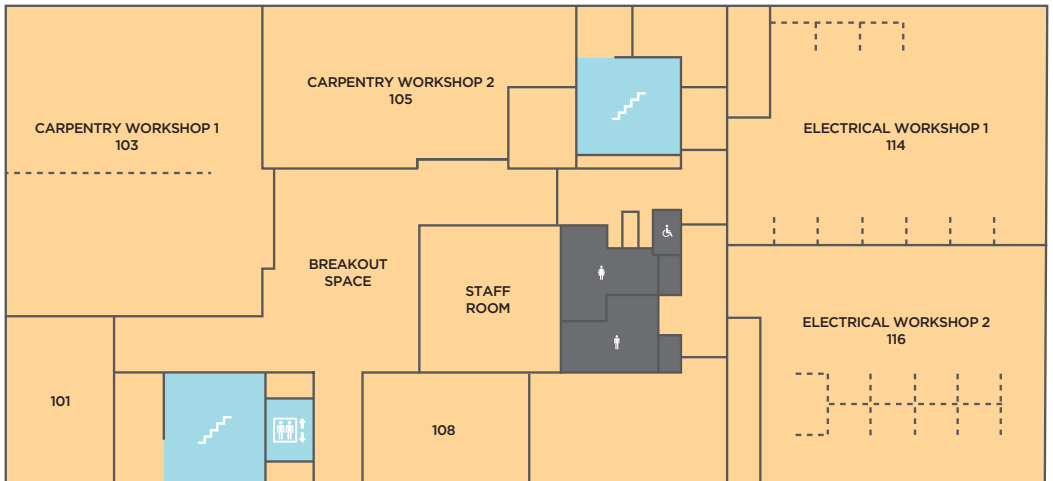 CARPENTRY WORKSHOP 1
103
CARPENTRY WORKSHOP 2
105
ELECTRICAL WORKSHOP 1
114
BREAKOUT
SPACE
STAFF
ROOM
ELECTRICAL WORKSHOP 2
116
101
108